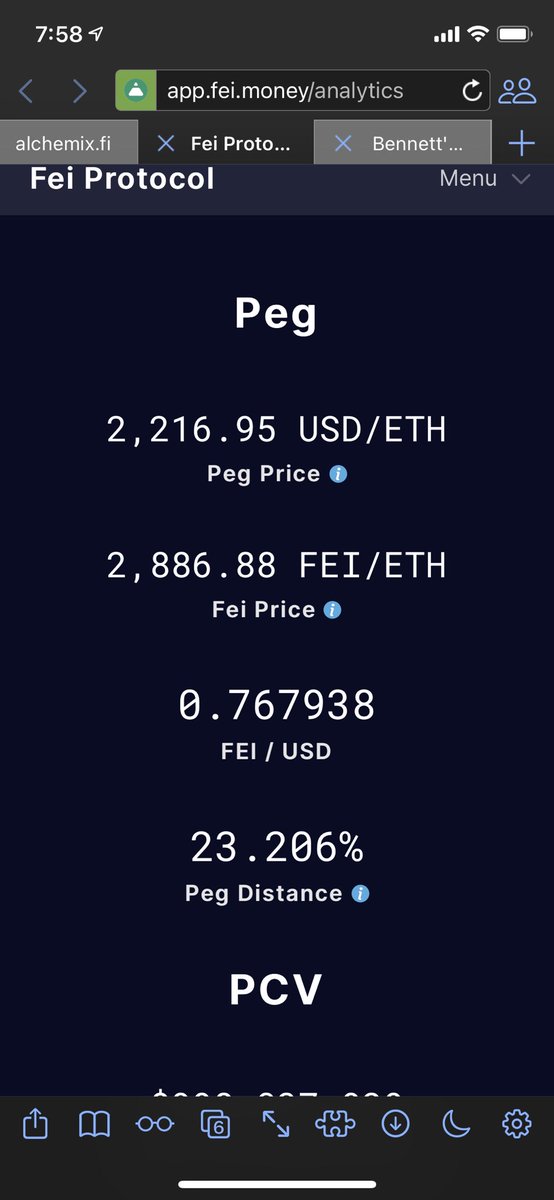 7:58
app.fei.money/analytics
alchemix.fi
Fei Proto...
Bennett'...
Fei Protocol
Menu
Peg
2,216.95 USD/ETH
Peg Price
2,886.88 FEI/ETH
Fei Price
0.767938
FEI / USD
23.206%
Peg Distance
PCV
6